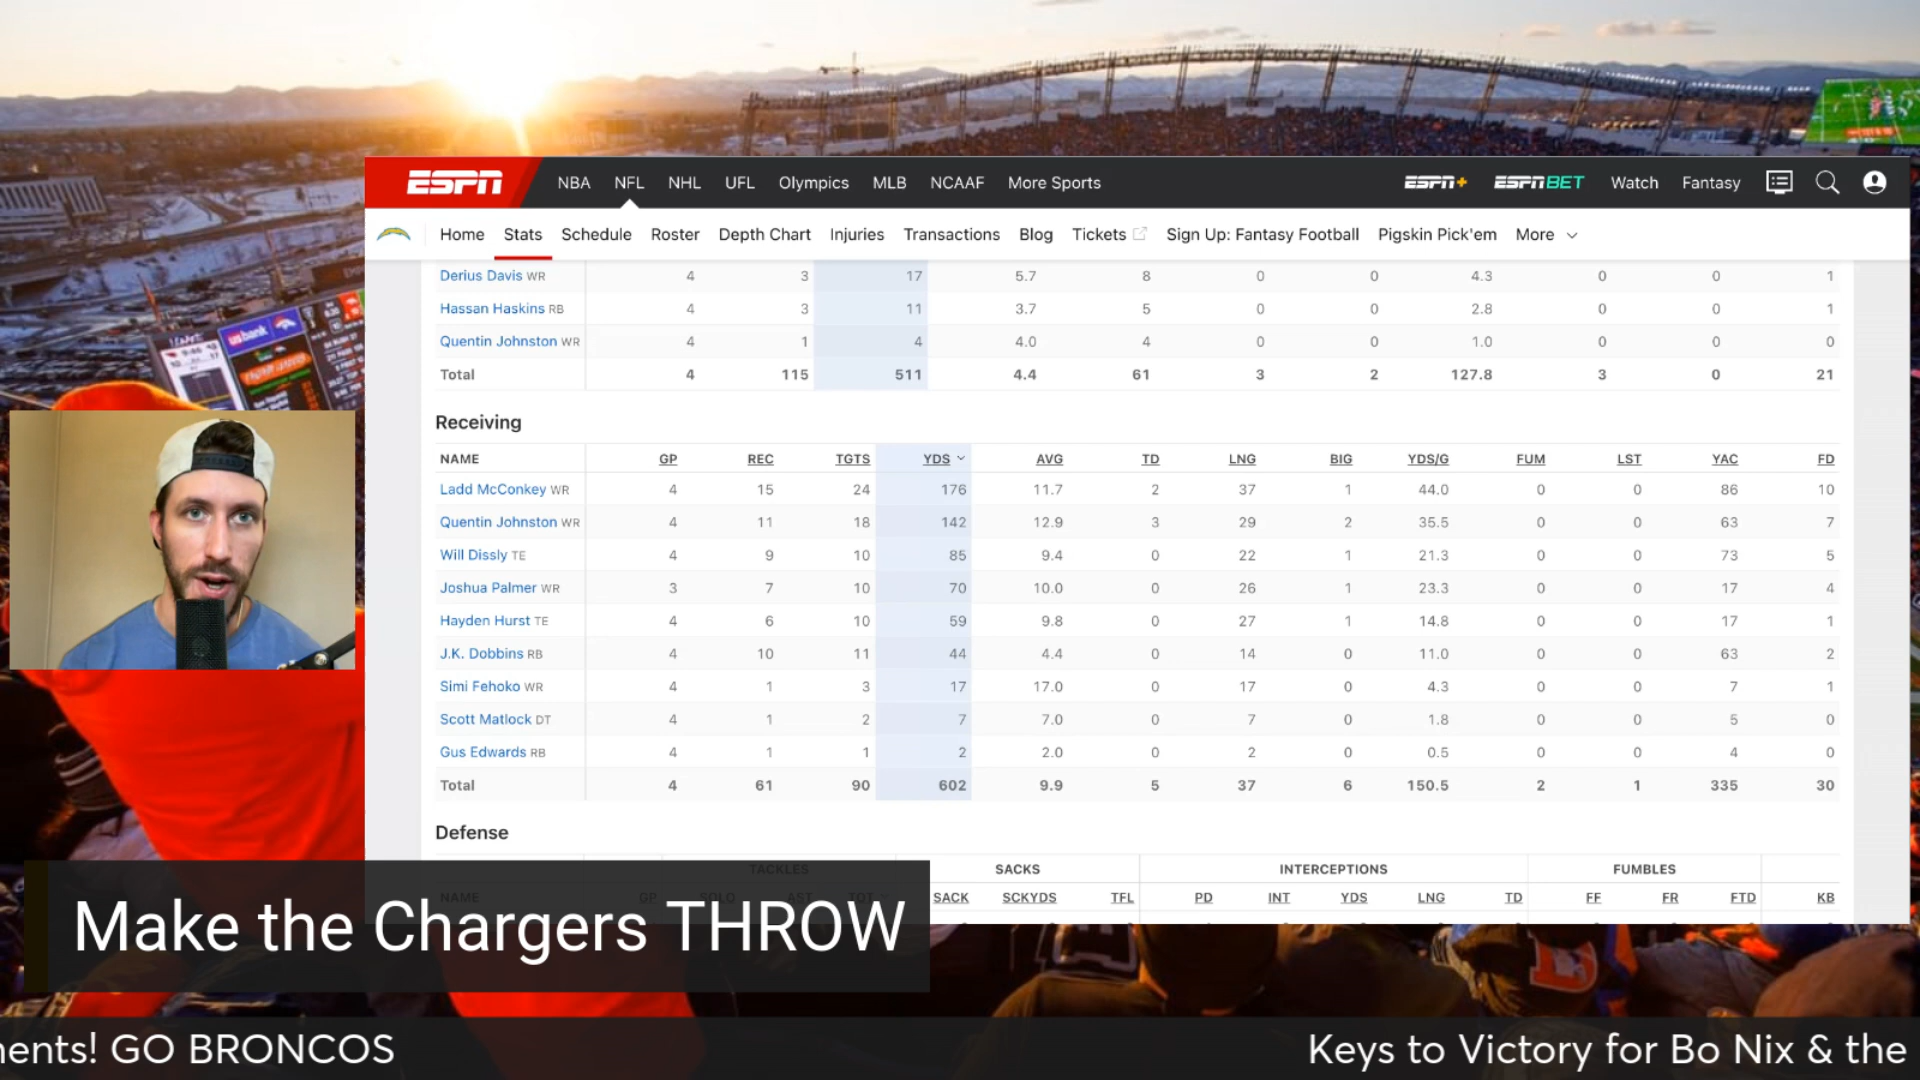 ESPN NBA NFL NHL UFL Olympics MLB NCAAF More Sports ESPN+ ESPN BET Watch Fantasy
Home Stats Schedule Roster Depth Chart Injuries Transactions Blog Tickets Sign Up: Fantasy Football Pigskin Pick'em More
Derius Davis WR 4 3 17 5.7 8 0 0 4.3 0 0 1
Hassan Haskins RB 4 3 11 3.7 5 0 0 2.8 0 0 1
Quentin Johnston WR 4 1 4 4.0 4 0 0 1.0 0 0 0
Total 4 115 511 4.4 61 3 2 127.8 3 0 21
Receiving
NAME GP REC TGTS YDS AVG TD LNG BIG YDS/G FUM LST YAC FD
Ladd McConkey WR 4 15 24 176 11.7 2 37 1 44.0 0 0 86 10
Quentin Johnston WR 4 11 18 142 12.9 3 29 2 35.5 0 0 63 7
Will Dissly TE 4 9 10 85 9.4 0 22 1 21.3 0 0 73 5
Joshua Palmer WR 3 7 10 70 10.0 0 26 1 23.3 0 0 17 4
Hayden Hurst TE 4 6 10 59 9.8 0 27 1 14.8 0 0 17 1
J.K. Dobbins RB 4 10 11 44 4.4 0 14 0 11.0 0 0 63 2
Simi Fehoko WR 4 1 3 17 17.0 0 17 0 4.3 0 0 7 1
Scott Matlock DT 4 1 2 7 7.0 0 7 0 1.8 0 0 5 0
Gus Edwards RB 4 1 1 2 2.0 0 2 0 0.5 0 0 4 0
Total 4 61 90 602 9.9 5 37 6 150.5 2 1 335 30
Defense
TACKLES SACKS INTERCEPTIONS FUMBLES
NAME GP SOLO AST TOT SACK SCKYDS TFL PD INT YDS LNG TD FF FR FTD KB
usbank
Make the Chargers THROW
ments! GO BRONCOS Keys to Victory for Bo Nix & the